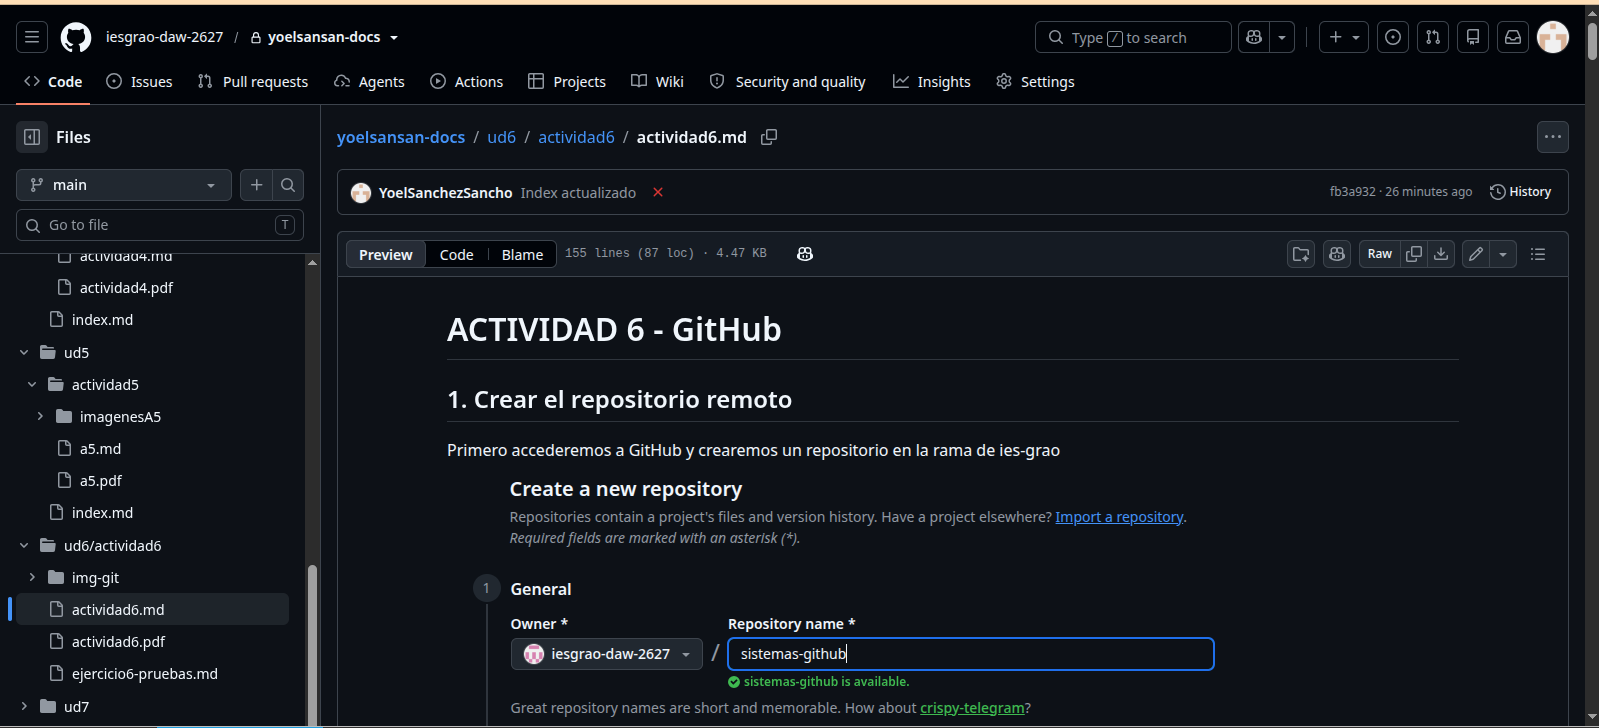 iesgrao-daw-2627 / yoelsansan-docs
Type / to search
Code
Issues
Pull requests
Agents
Actions
Projects
Wiki
Security and quality
Insights
Settings
Files
main
Go to file
T
actividad4.md
actividad4.pdf
index.md
ud5
actividad5
imagenesA5
a5.md
a5.pdf
index.md
ud6/actividad6
img-git
actividad6.md
actividad6.pdf
ejercicio6-pruebas.md
ud7
yoelsansan-docs / ud6 / actividad6 / actividad6.md
YoelSanchezSancho Index actualizado
fb3a932 · 26 minutes ago
History
Preview
Code
Blame
155 lines (87 loc) · 4.47 KB
Raw
ACTIVIDAD 6 - GitHub
1. Crear el repositorio remoto
Primero accederemos a GitHub y crearemos un repositorio en la rama de ies-grao
Create a new repository
Repositories contain a project's files and version history. Have a project elsewhere? Import a repository.
Required fields are marked with an asterisk (*).
1 General
Owner *
Repository name *
iesgrao-daw-2627 / sistemas-github
sistemas-github is available.
Great repository names are short and memorable. How about crispy-telegram?